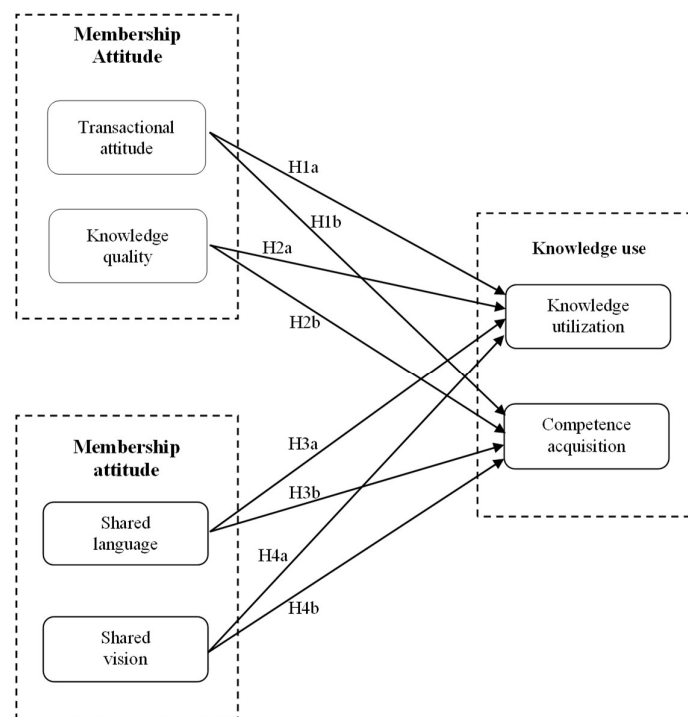 Membership
Attitude
Transactional
attitude
Knowledge
quality
H1a
H1b
H2a
H2b
Knowledge use
Knowledge
utilization
Competence
acquisition
Membership
attitude
Shared
language
Shared
vision
H3a
H3b
H4a
H4b